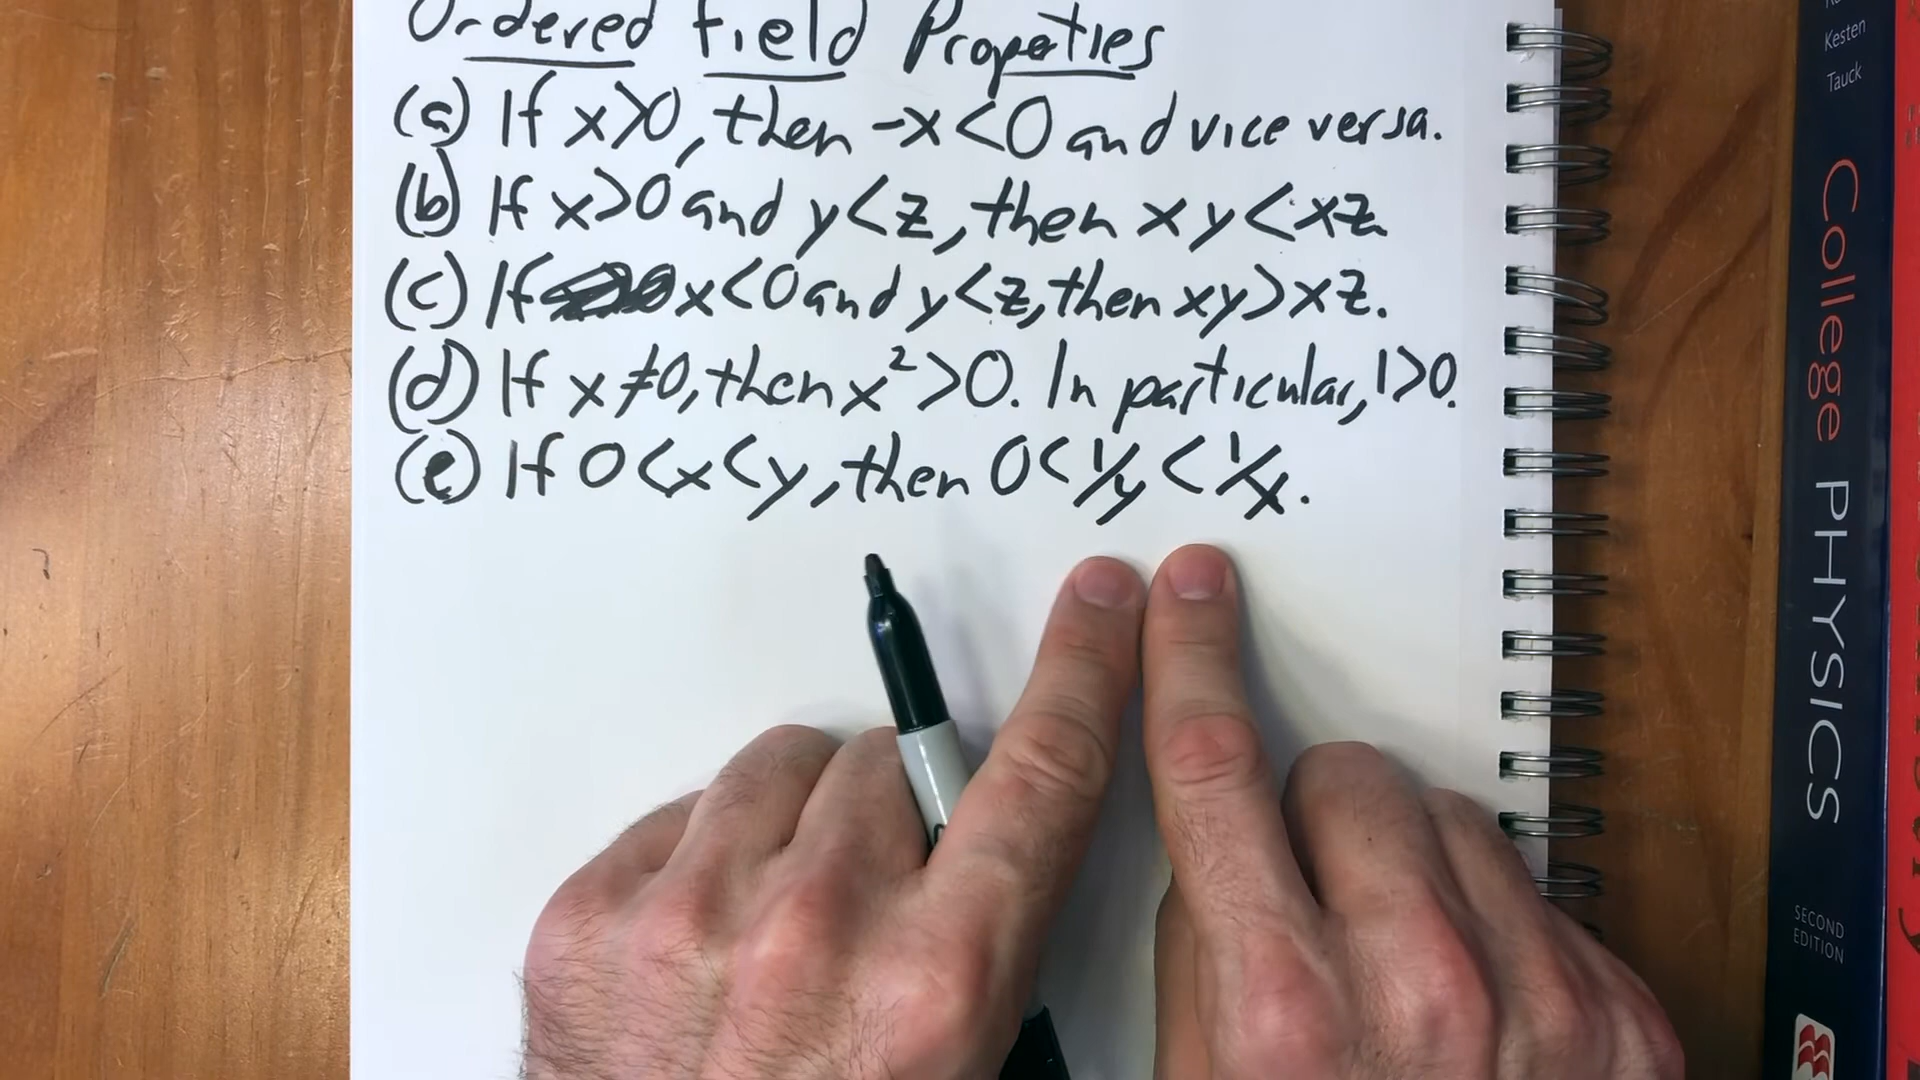 Ordered Field Properties
(a) If x>0, then -x<0 and vice versa.
(b) If x>0 and y<z, then xy<xz.
(c) If x<0 and y<z, then xy>xz.
(d) If x≠0, then x²>0. In particular, 1>0.
(e) If 0<x<y, then 0<1/y<1/x.
Kesten
Tauck
College PHYSICS
SECOND
EDITION